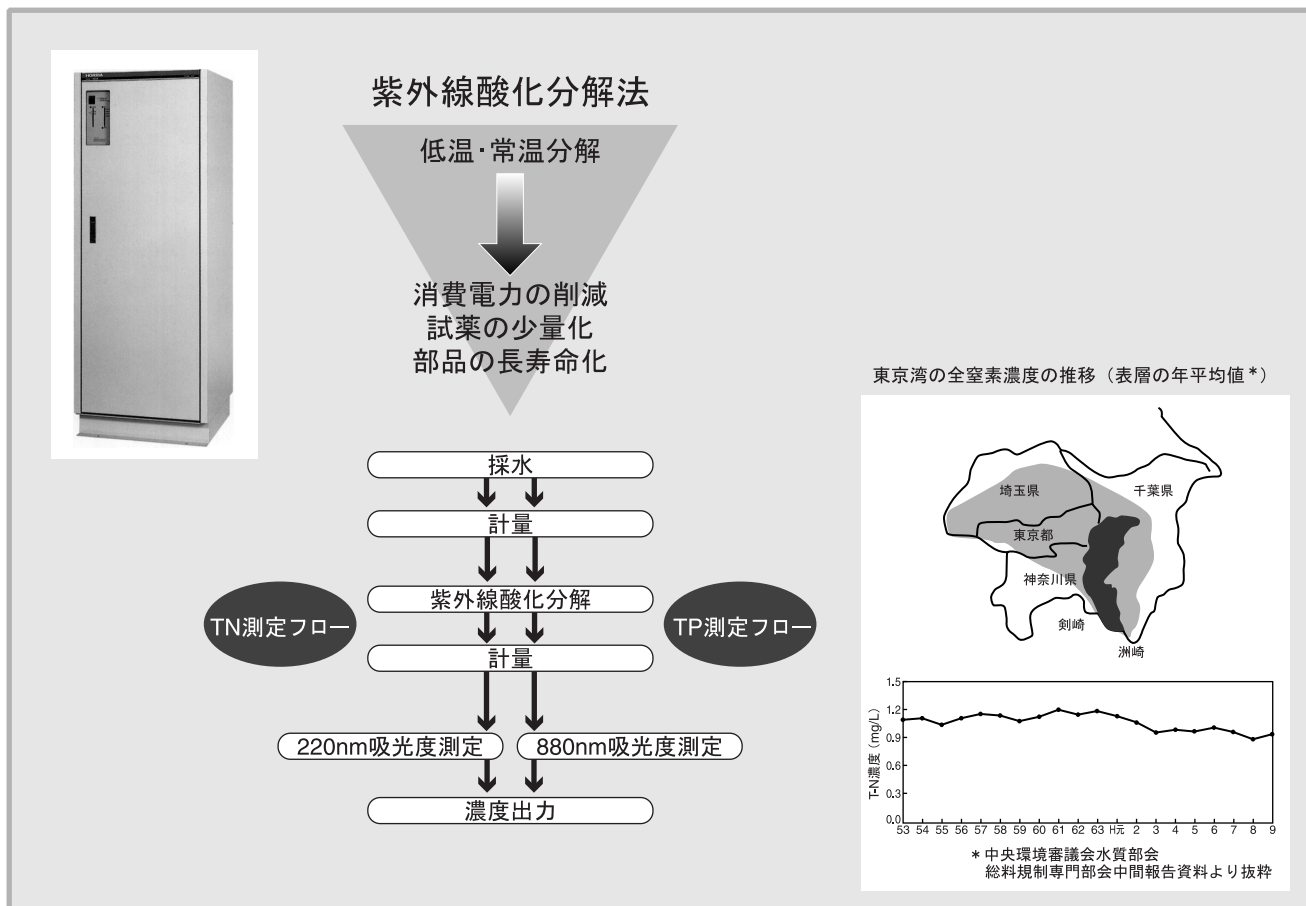 HORIBA
紫外線酸化分解法
低温・常温分解
消費電力の削減
試薬の少量化
部品の長寿命化
採水
計量
紫外線酸化分解
TN測定フロー
TP測定フロー
計量
220nm吸光度測定
880nm吸光度測定
濃度出力
東京湾の全窒素濃度の推移（表層の年平均値*）
埼玉県
千葉県
東京都
神奈川県
剣崎
洲崎
T-N濃度（mg/L）
1.5
1.2
0.9
0.6
0.3
0.0
53 54 55 56 57 58 59 60 61 62 63 H元 2 3 4 5 6 7 8 9
*中央環境審議会水質部会
総料規制専門部会中間報告資料より抜粋